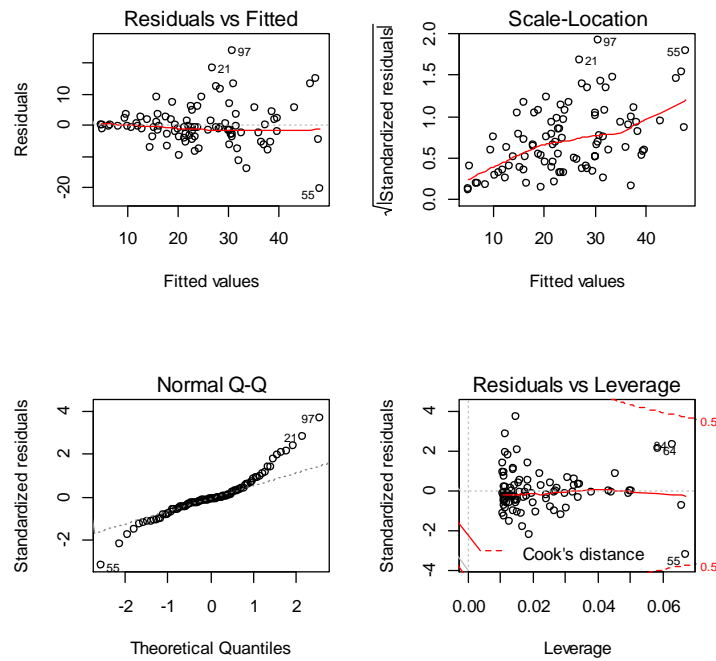 Residuals vs Fitted
Residuals
-20
0
10
97
21
55
10 20 30 40
Fitted values
Scale-Location
√|Standardized residuals|
0.0
0.5
1.0
1.5
2.0
97
21
55
10 20 30 40
Fitted values
Normal Q-Q
Standardized residuals
-2
0
2
4
97
21
55
-2 -1 0 1 2
Theoretical Quantiles
Residuals vs Leverage
Standardized residuals
-4
-2
0
2
4
64
55
0.5
0.5
Cook's distance
0.00 0.02 0.04 0.06
Leverage